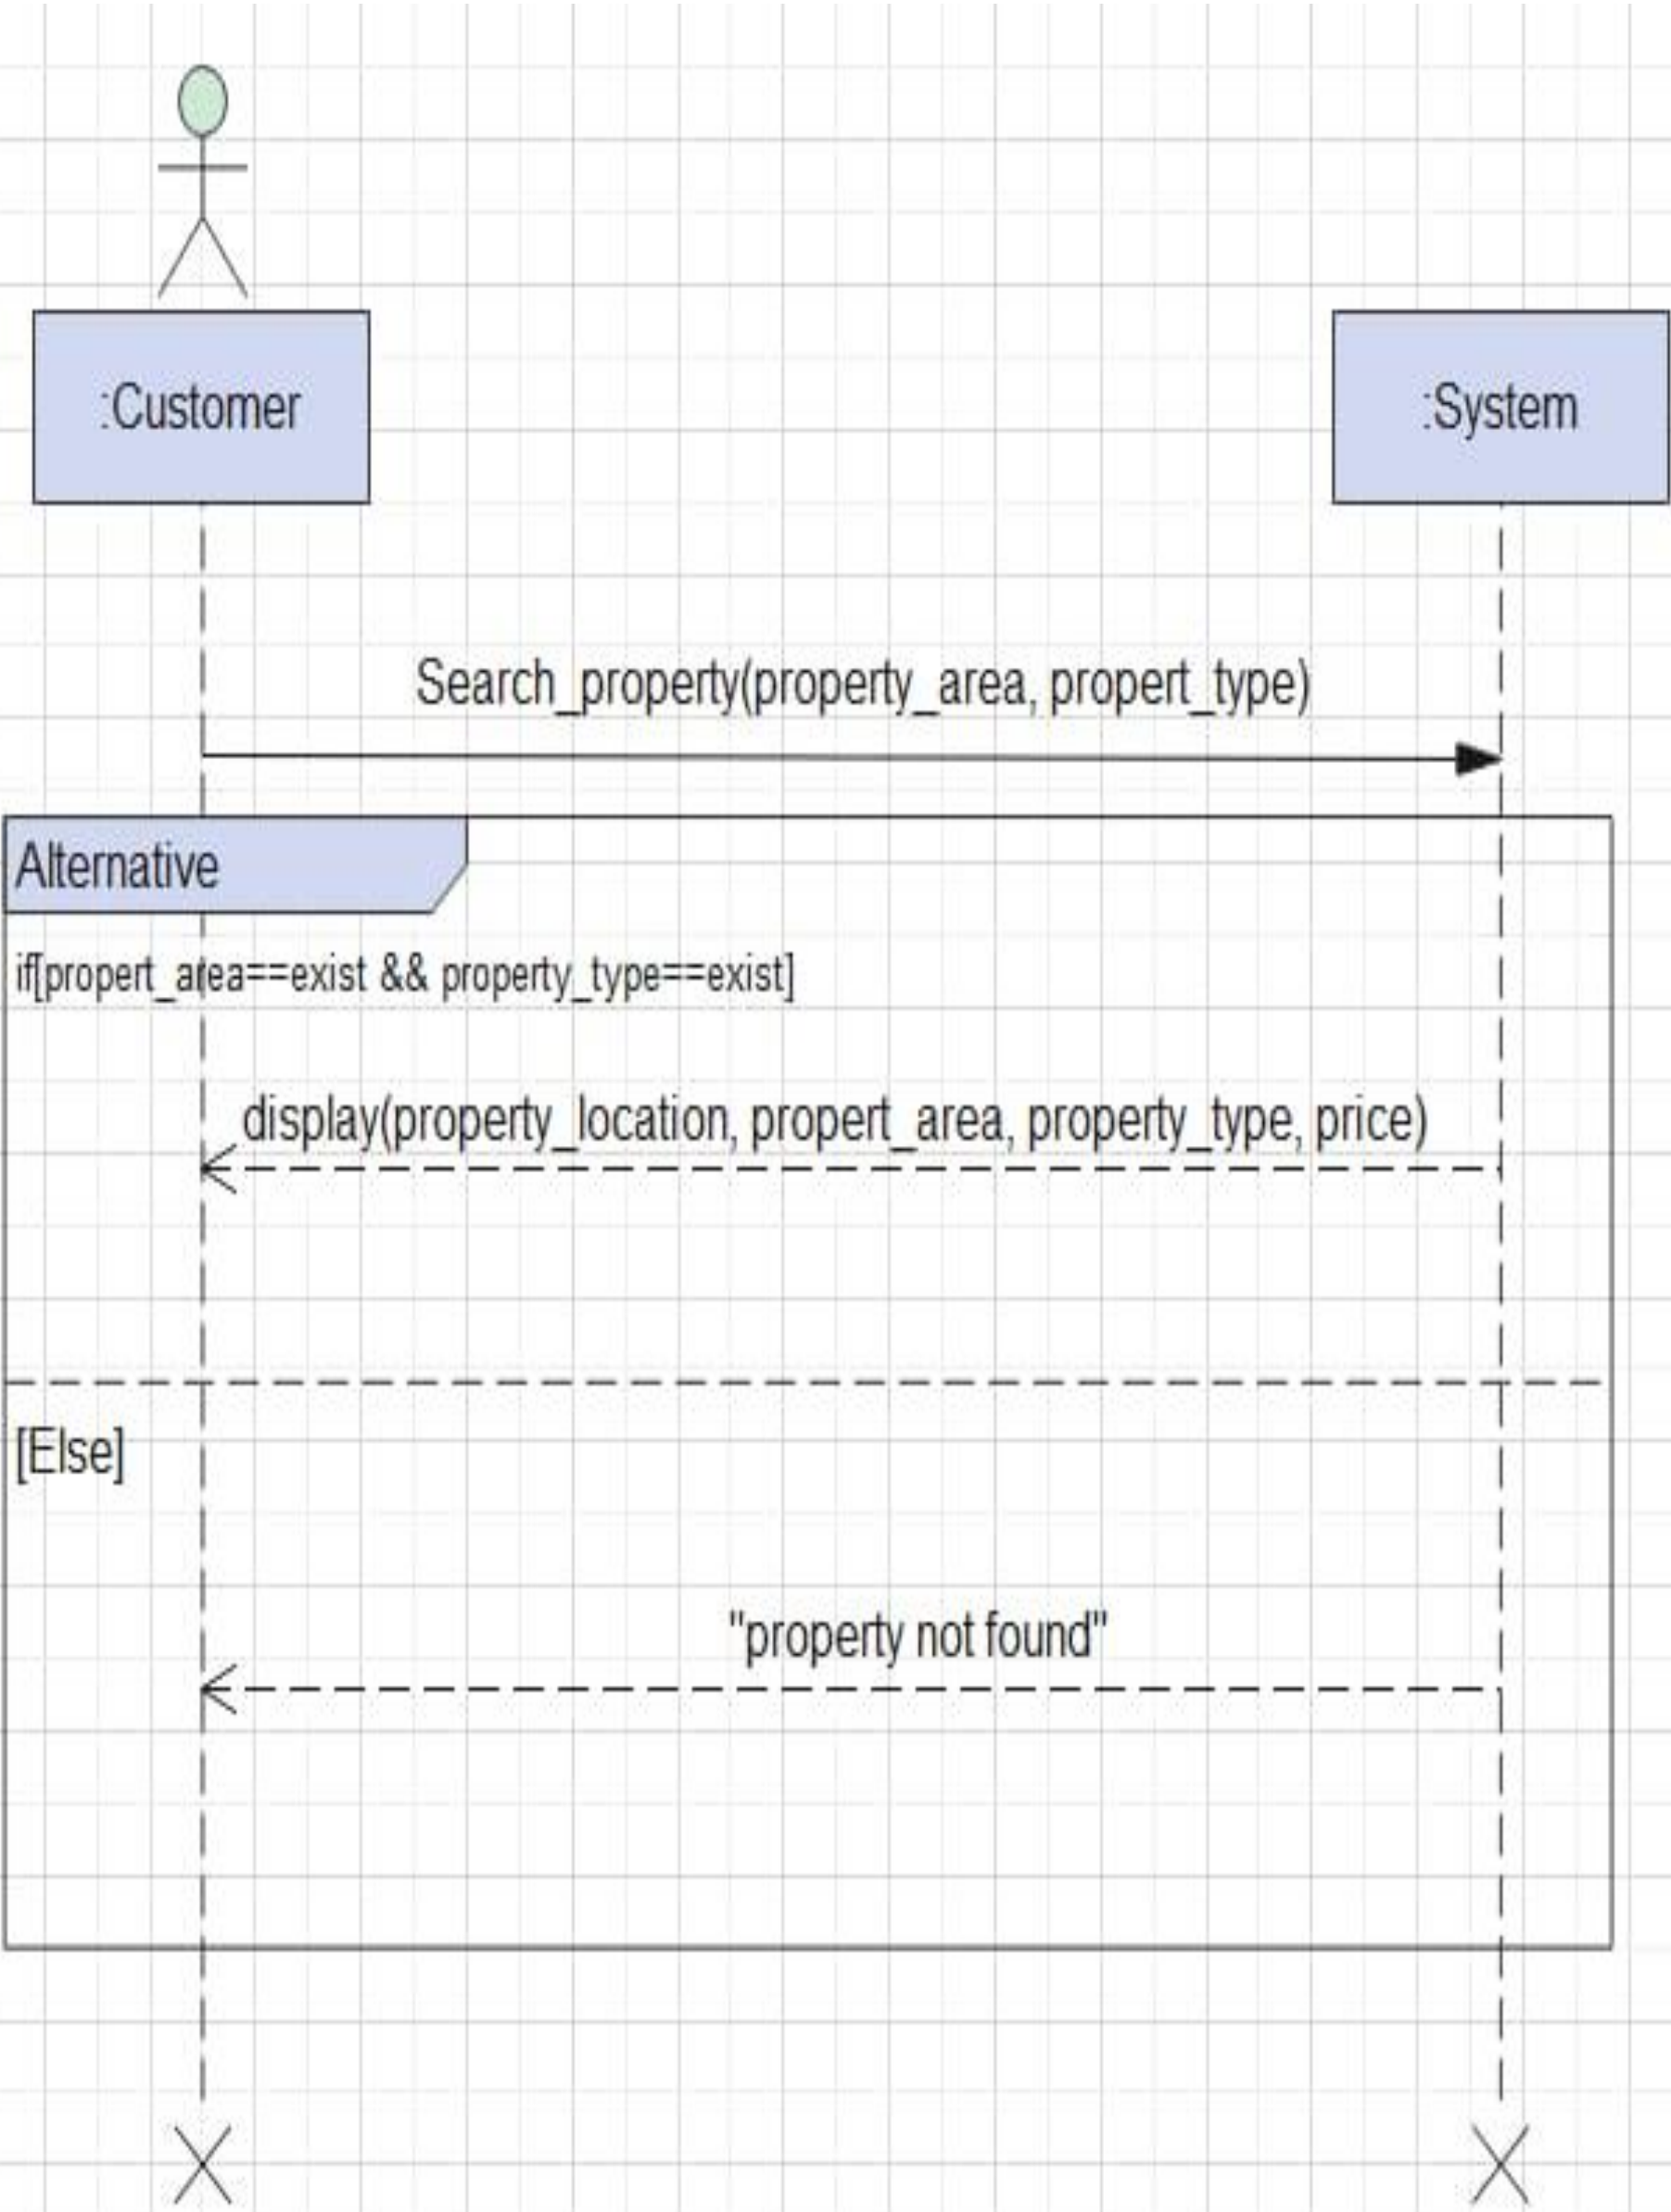 :Customer
:System
Search_property(property_area, propert_type)
Alternative
if[propert_area==exist && property_type==exist]
display(property_location, propert_area, property_type, price)
[Else]
"property not found"